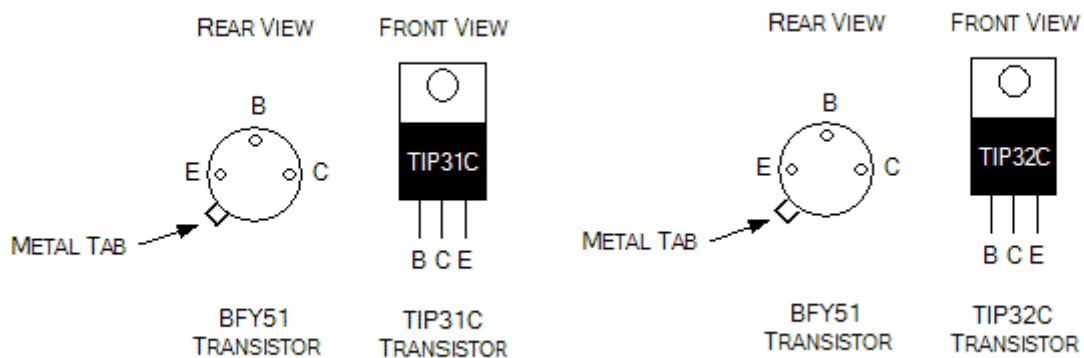 REAR VIEW FRONT VIEW REAR VIEW FRONT VIEW
B B
TIP31C TIP32C
E C E C
METAL TAB METAL TAB
B C E B C E
BFY51 TIP31C BFY51 TIP32C
TRANSISTOR TRANSISTOR TRANSISTOR TRANSISTOR